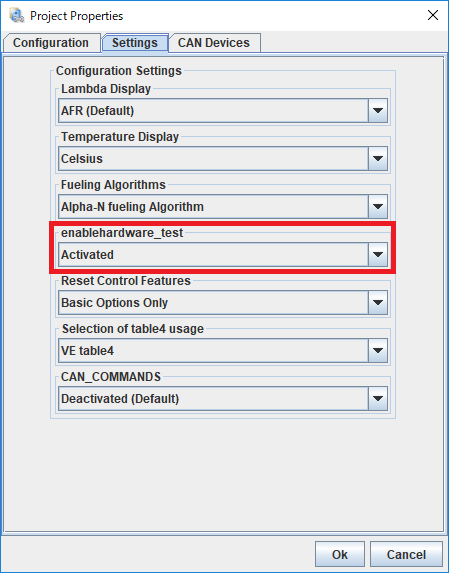 Project Properties
Configuration Settings CAN Devices
Configuration Settings
Lambda Display
AFR (Default)
Temperature Display
Celsius
Fueling Algorithms
Alpha-N fueling Algorithm
enablehardware_test
Activated
Reset Control Features
Basic Options Only
Selection of table4 usage
VE table4
CAN_COMMANDS
Deactivated (Default)
Ok Cancel